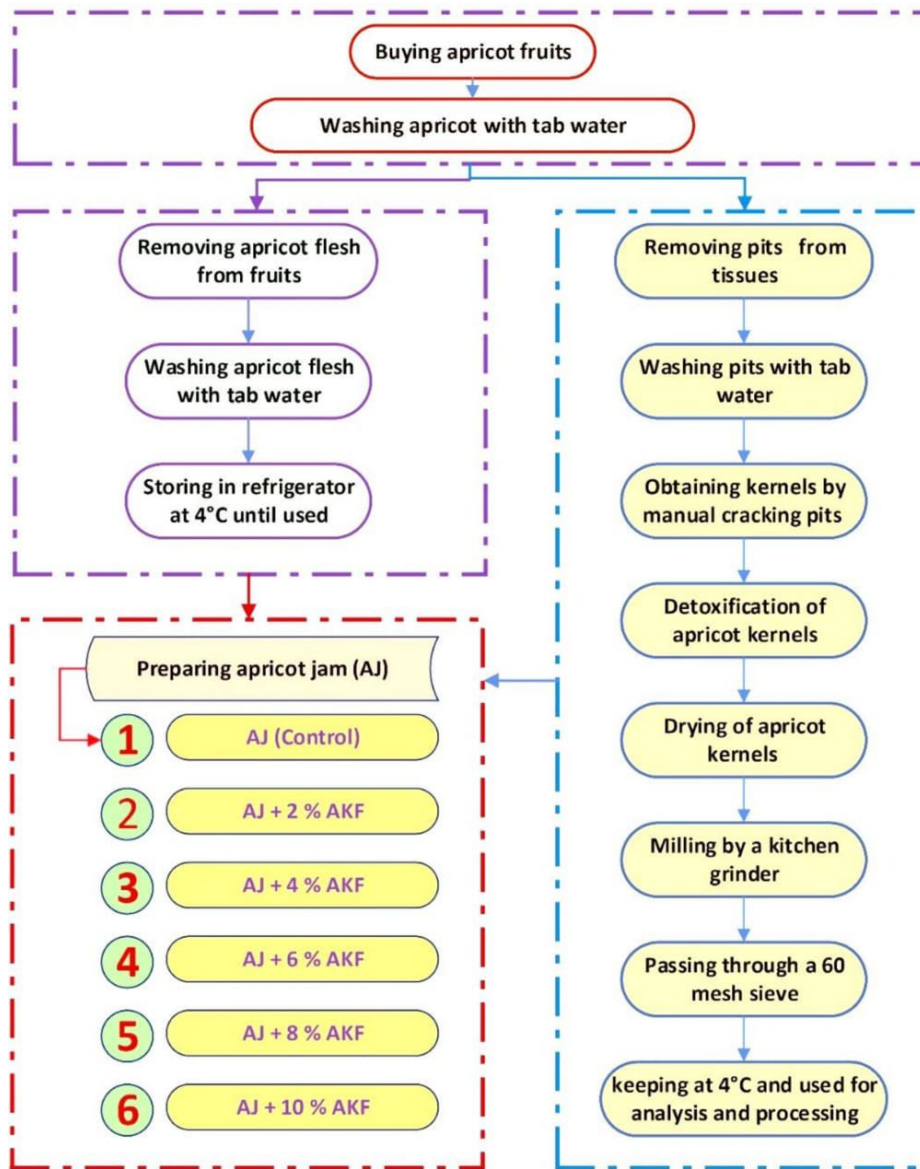 Buying apricot fruits
Washing apricot with tab water
Removing apricot flesh
from fruits
Washing apricot flesh
with tab water
Storing in refrigerator
at 4°C until used
Removing pits from
tissues
Washing pits with tab
water
Obtaining kernels by
manual cracking pits
Detoxification of
apricot kernels
Drying of apricot
kernels
Milling by a kitchen
grinder
Passing through a 60
mesh sieve
keeping at 4°C and used for
analysis and processing
Preparing apricot jam (AJ)
1 AJ (Control)
2 AJ + 2 % AKF
3 AJ + 4 % AKF
4 AJ + 6 % AKF
5 AJ + 8 % AKF
6 AJ + 10 % AKF